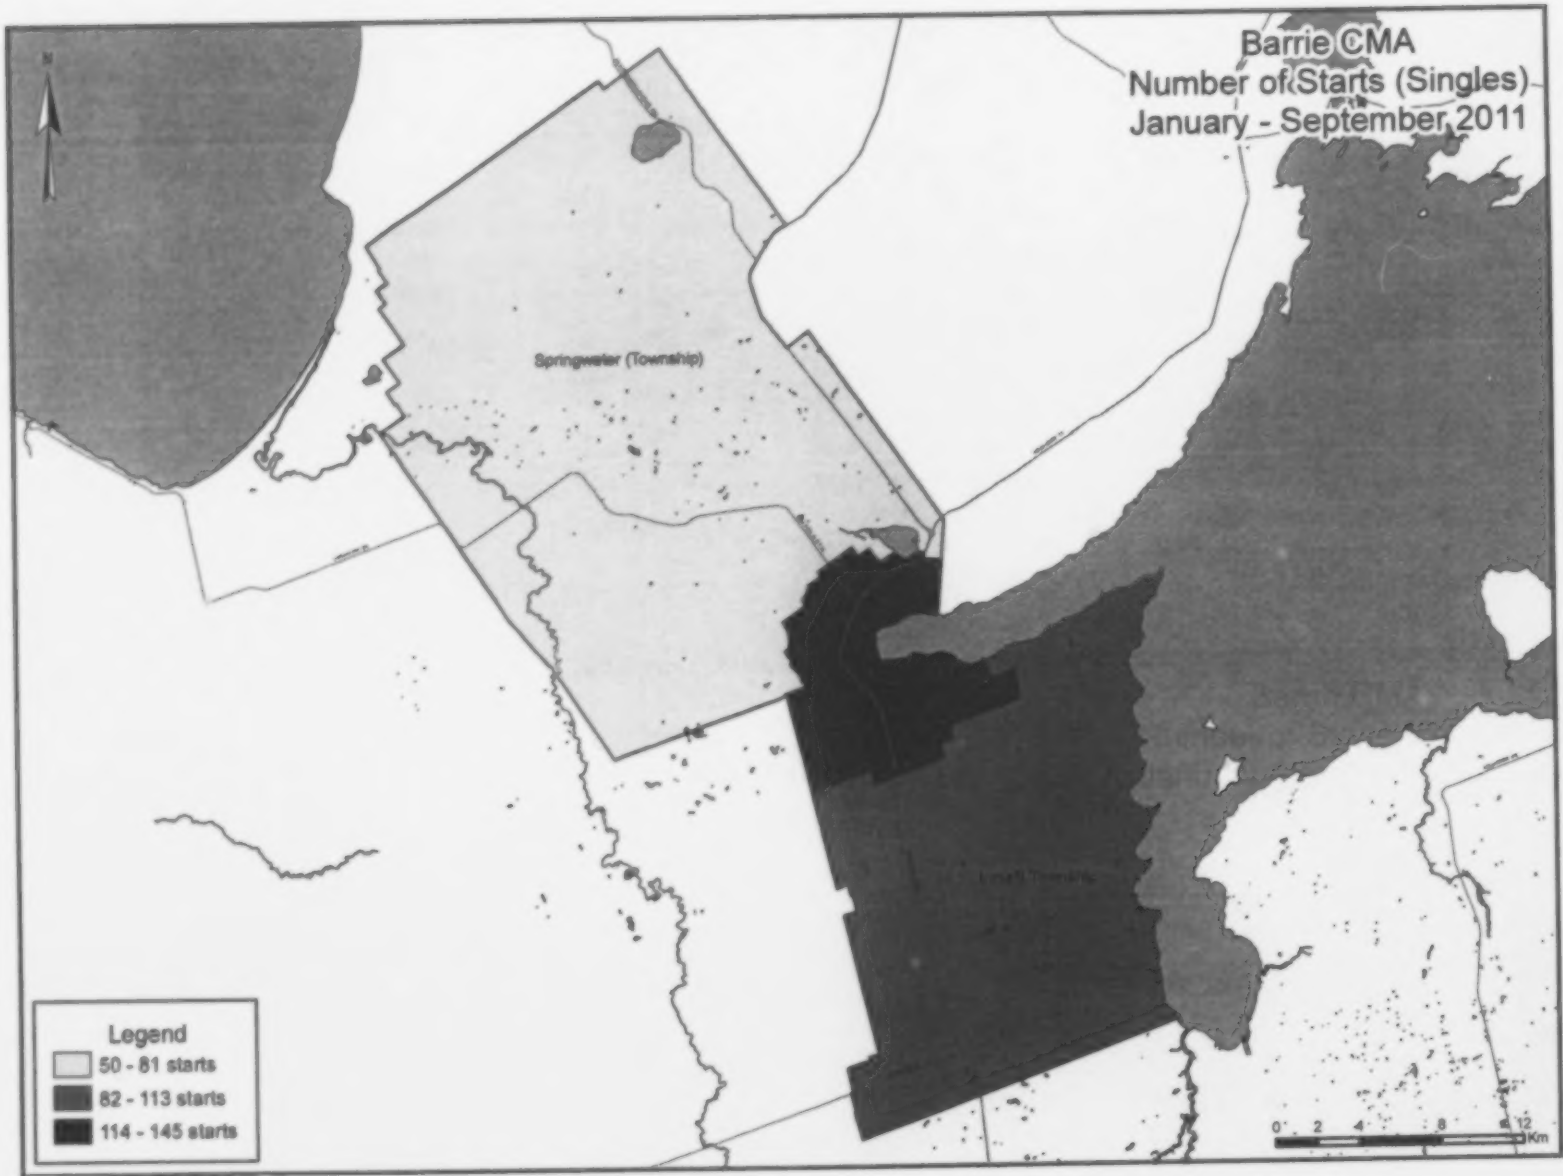 Barrie CMA
Number of Starts (Singles)
January - September 2011
N
Springwater (Township)
Township
Legend
50 - 81 starts
82 - 113 starts
114 - 145 starts
0 2 4 8 12
Km